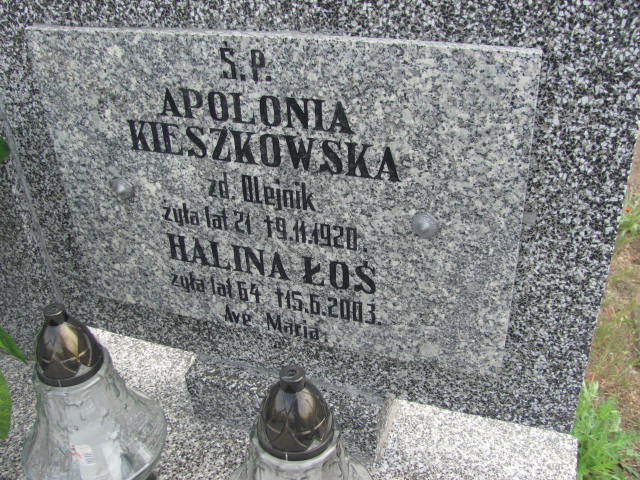 Ś.P.
APOLONIA
KIESZKOWSKA
zd. Olejnik
żyła lat 21 †9.11.1920.
HALINA ŁOŚ
żyła lat 64 †15.6.2003.
Ave Maria